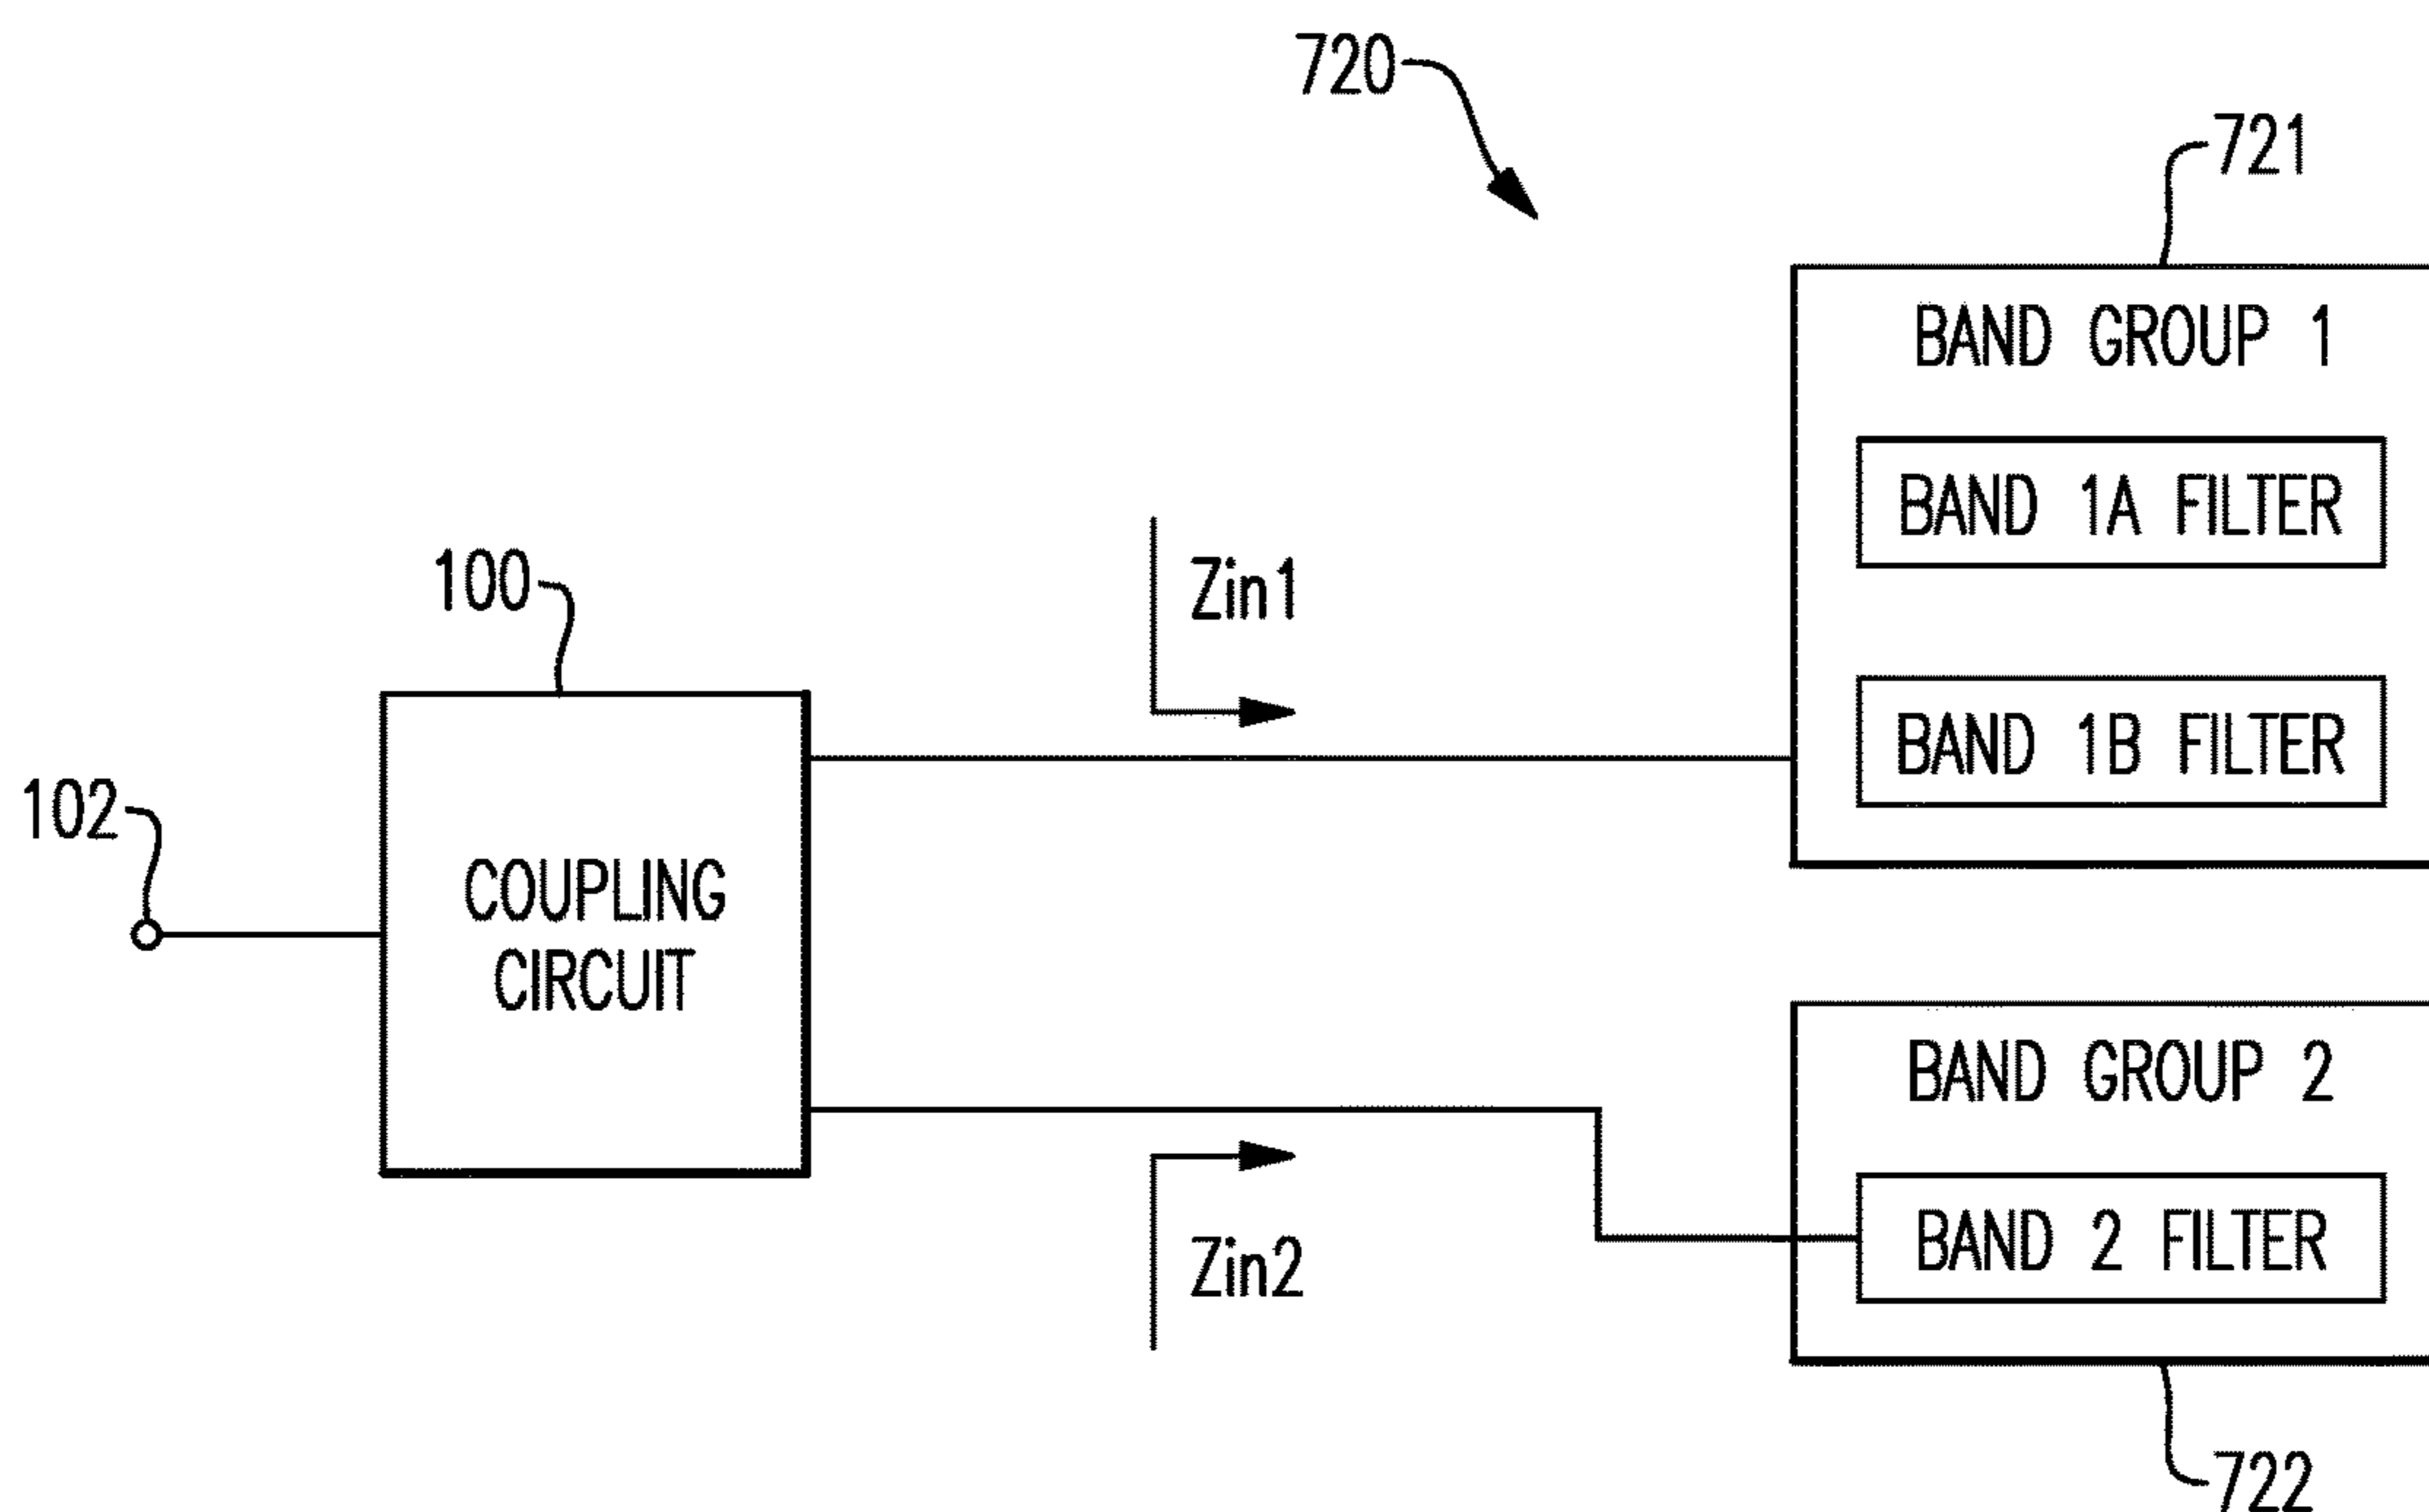 720
721
BAND GROUP 1
BAND 1A FILTER
100
Zin1
BAND 1B FILTER
102
COUPLING
CIRCUIT
BAND GROUP 2
Zin2
BAND 2 FILTER
722